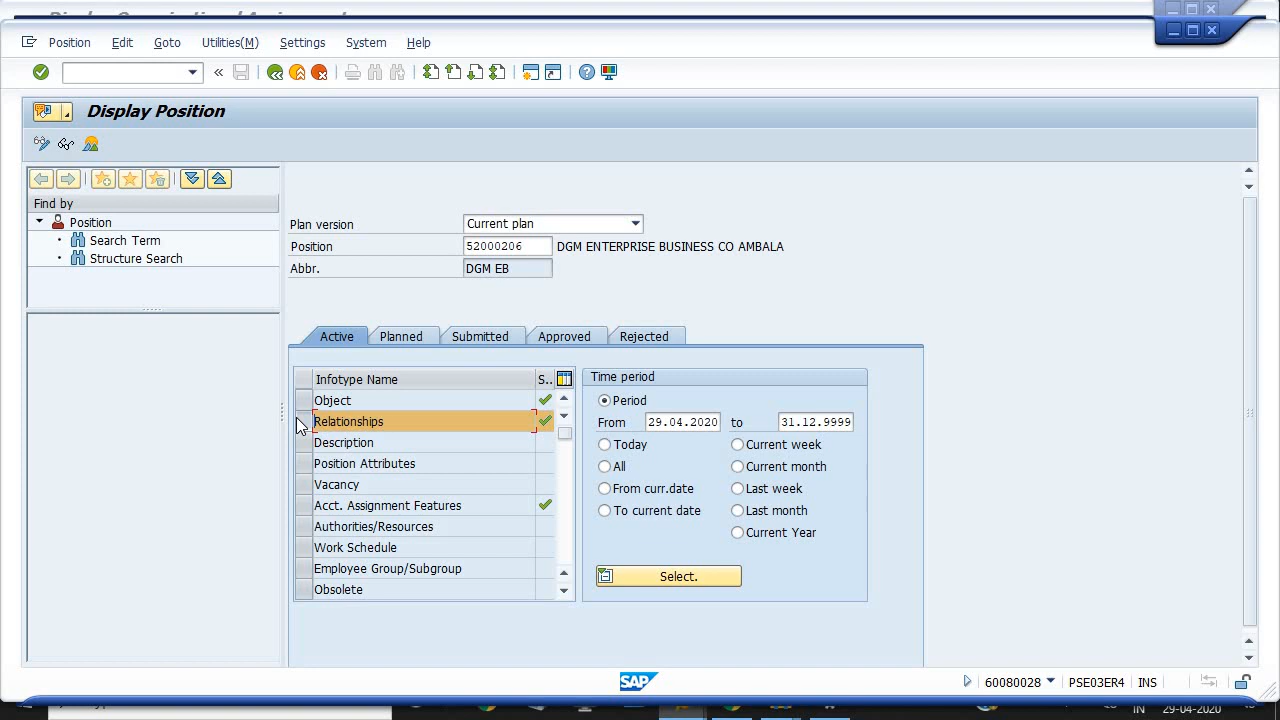 Position Edit Goto Utilities(M) Settings System Help
Display Position
Find by
Position
Search Term
Structure Search
Plan version Current plan
Position 52000206 DGM ENTERPRISE BUSINESS CO AMBALA
Abbr. DGM EB
Active Planned Submitted Approved Rejected
Infotype Name S..
Object
Relationships
Description
Position Attributes
Vacancy
Acct. Assignment Features
Authorities/Resources
Work Schedule
Employee Group/Subgroup
Obsolete
Time period
Period
From 29.04.2020 to 31.12.9999
Today Current week
All Current month
From curr.date Last week
To current date Last month
Current Year
Select.
SAP 60080028 PSE03ER4 INS
IN 29-04-2020